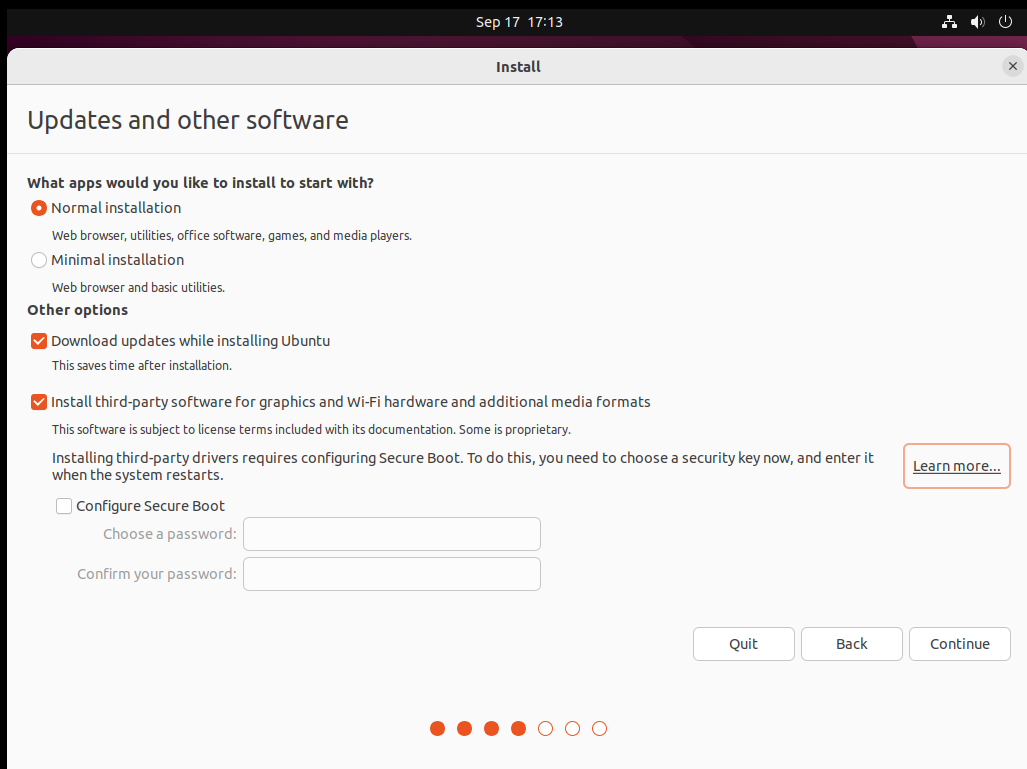 Sep 17 17:13
Install
Updates and other software
What apps would you like to install to start with?
Normal installation
Web browser, utilities, office software, games, and media players.
Minimal installation
Web browser and basic utilities.
Other options
Download updates while installing Ubuntu
This saves time after installation.
Install third-party software for graphics and Wi-Fi hardware and additional media formats
This software is subject to license terms included with its documentation. Some is proprietary.
Installing third-party drivers requires configuring Secure Boot. To do this, you need to choose a security key now, and enter it
when the system restarts.
Learn more...
Configure Secure Boot
Choose a password:
Confirm your password:
Quit
Back
Continue